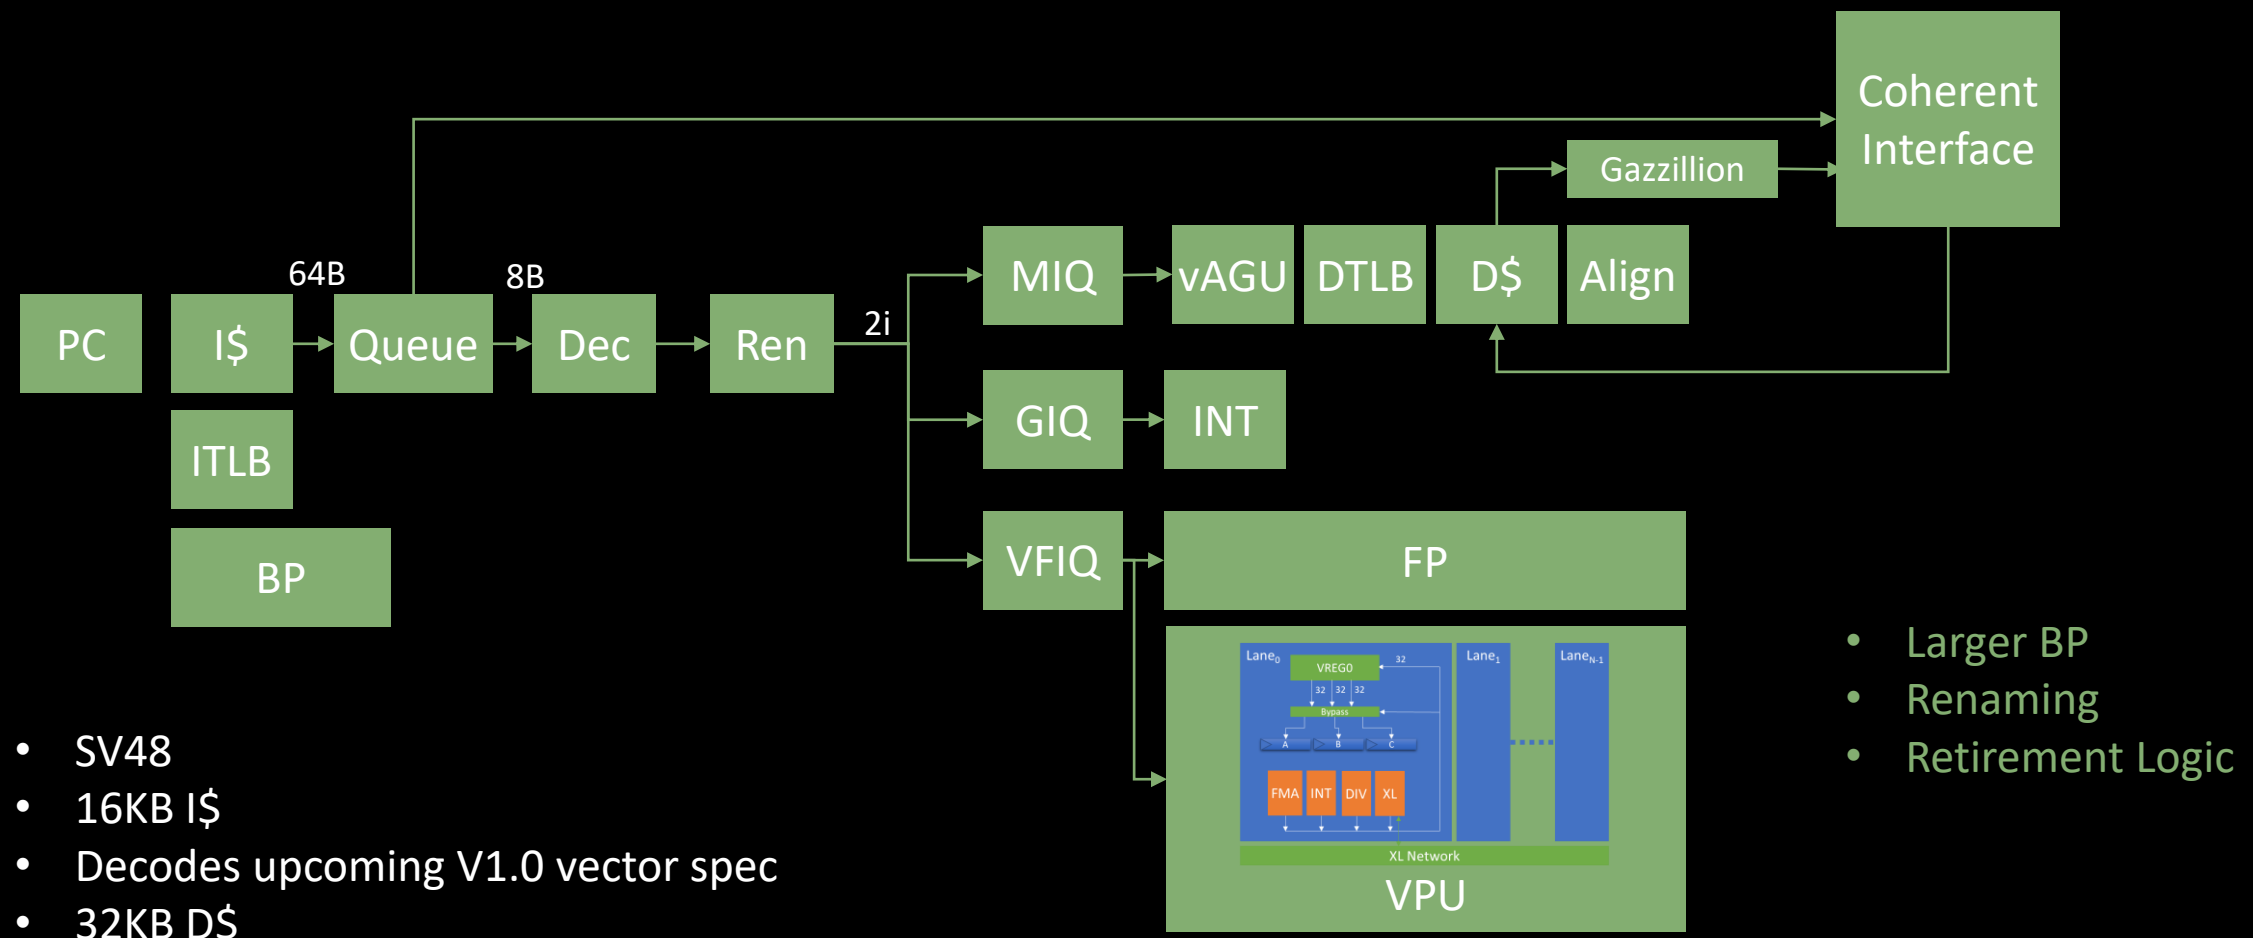 Coherent
Interface
Gazzillion
64B
8B
2i
PC
I$
Queue
Dec
Ren
MIQ
vAGU
DTLB
D$
Align
ITLB
GIQ
INT
BP
VFIQ
FP
Lane0
VREG0
32
Lane1
LaneN-1
32
32
32
Bypass
A
B
C
FMA
INT
DIV
XL
XL Network
VPU
• SV48
• 16KB I$
• Decodes upcoming V1.0 vector spec
• 32KB D$
• Larger BP
• Renaming
• Retirement Logic